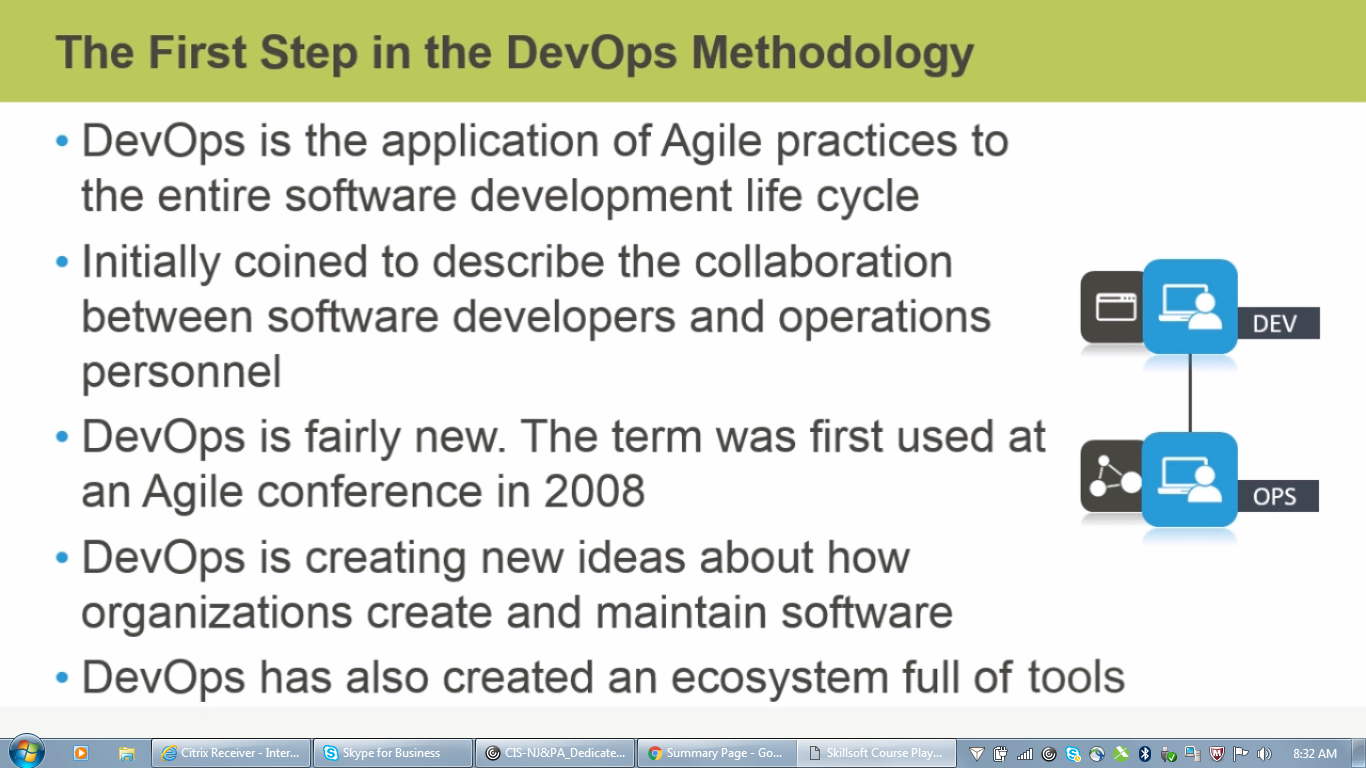 The First Step in the DevOps Methodology
• DevOps is the application of Agile practices to
the entire software development life cycle
• Initially coined to describe the collaboration
between software developers and operations
personnel
• DevOps is fairly new. The term was first used at
an Agile conference in 2008
• DevOps is creating new ideas about how
organizations create and maintain software
• DevOps has also created an ecosystem full of tools
DEV
OPS
Citrix Receiver - Inter...
Skype for Business
CIS-NJ&PA_Dedicate...
Summary Page - Go...
Skillsoft Course Play...
8:32 AM